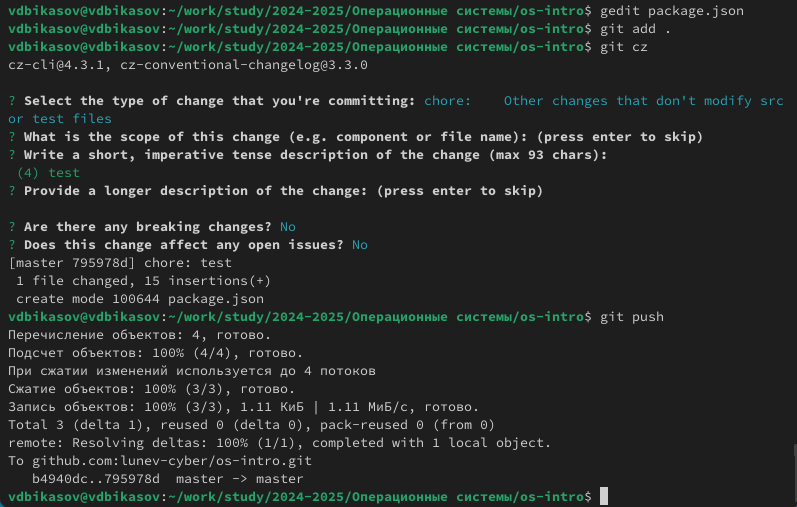 vdbikasov@vdbikasov:~/work/study/2024-2025/Операционные системы/os-intro$ gedit package.json
vdbikasov@vdbikasov:~/work/study/2024-2025/Операционные системы/os-intro$ git add .
vdbikasov@vdbikasov:~/work/study/2024-2025/Операционные системы/os-intro$ git cz
cz-cli@4.3.1, cz-conventional-changelog@3.3.0
? Select the type of change that you're committing: chore:    Other changes that don't modify src
or test files
? What is the scope of this change (e.g. component or file name): (press enter to skip)
? Write a short, imperative tense description of the change (max 93 chars):
 (4) test
? Provide a longer description of the change: (press enter to skip)
? Are there any breaking changes? No
? Does this change affect any open issues? No
[master 795978d] chore: test
 1 file changed, 15 insertions(+)
 create mode 100644 package.json
vdbikasov@vdbikasov:~/work/study/2024-2025/Операционные системы/os-intro$ git push
Перечисление объектов: 4, готово.
Подсчет объектов: 100% (4/4), готово.
При сжатии изменений используется до 4 потоков
Сжатие объектов: 100% (3/3), готово.
Запись объектов: 100% (3/3), 1.11 КиБ | 1.11 МиБ/с, готово.
Total 3 (delta 1), reused 0 (delta 0), pack-reused 0 (from 0)
remote: Resolving deltas: 100% (1/1), completed with 1 local object.
To github.com:lunev-cyber/os-intro.git
   b4940dc..795978d  master -> master
vdbikasov@vdbikasov:~/work/study/2024-2025/Операционные системы/os-intro$